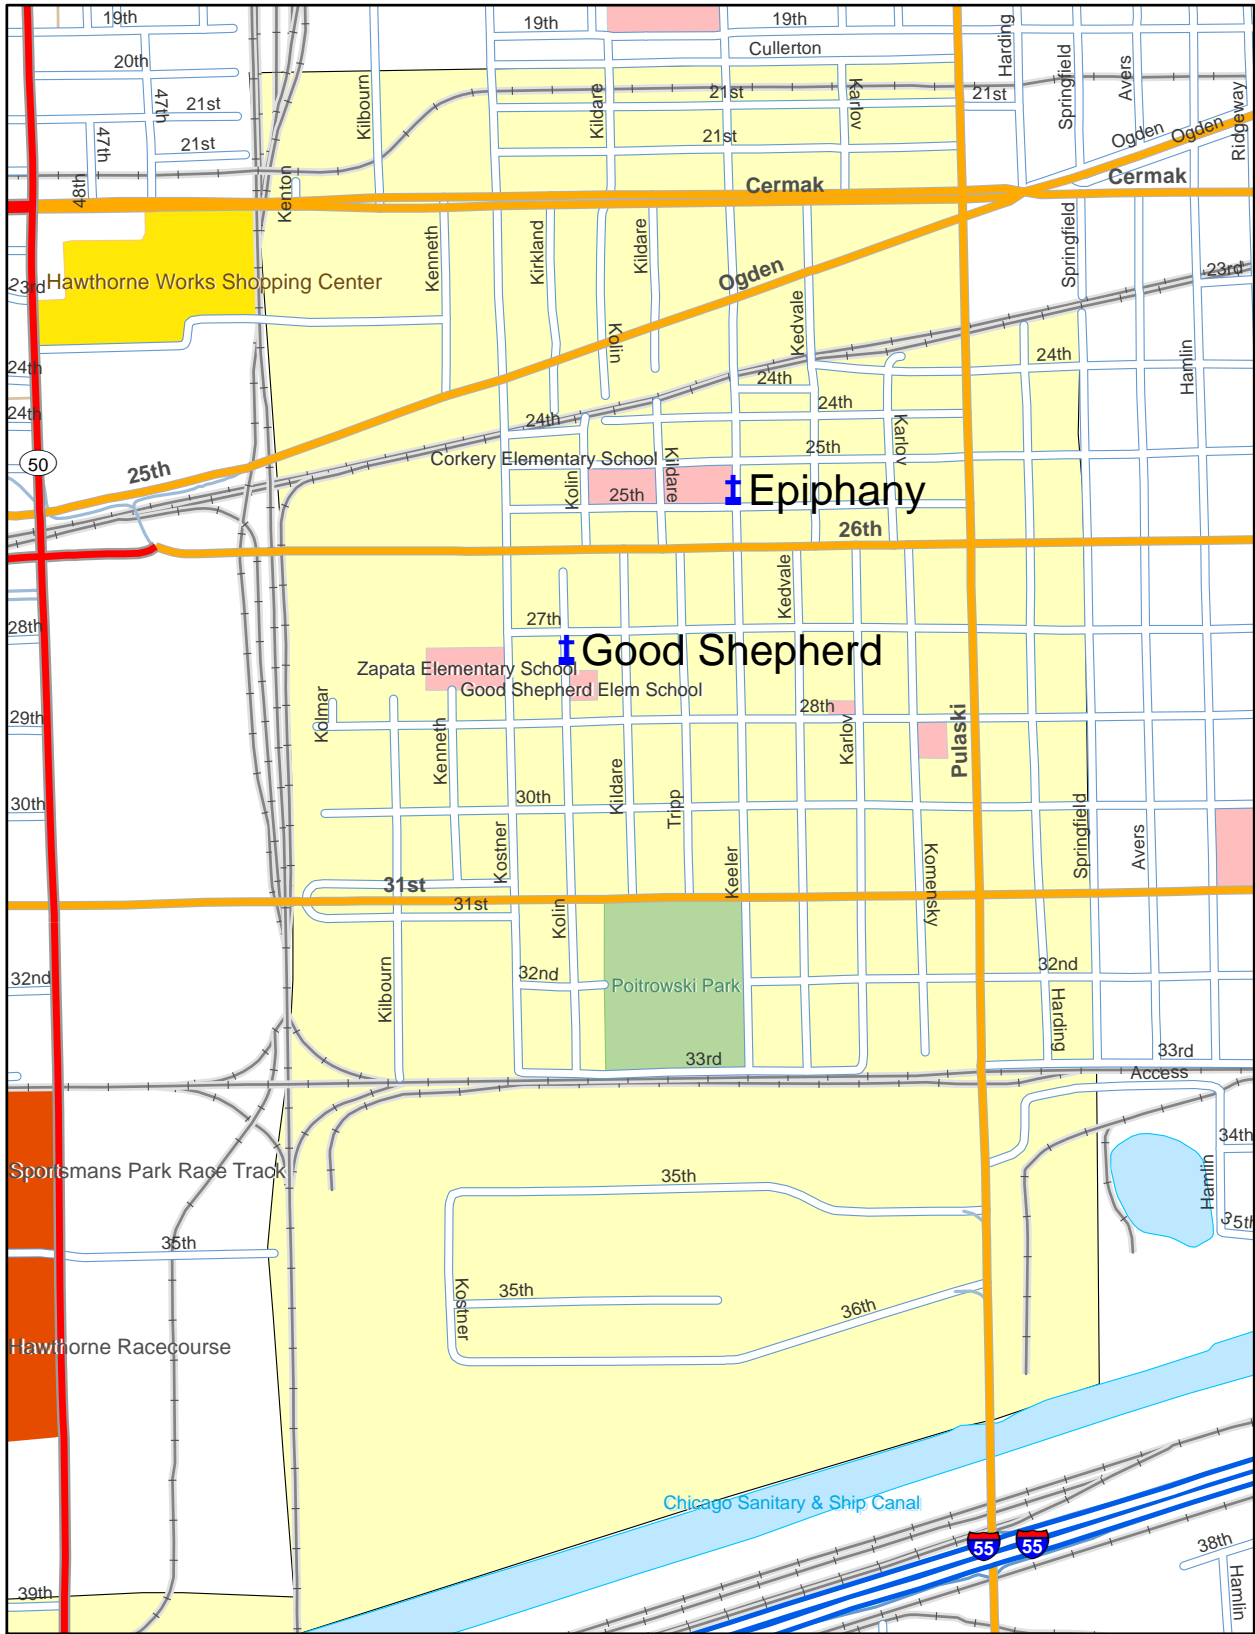 19th
19th
19th
Cullerton
Harding
Springfield
Avers
Ridgeway
20th
47th
21st
21st
47th
48th
Kilbourn
Kildare
21st
21st
Karlov
21st
Ogden
Ogden
Kenton
Cermak
Cermak
Hawthorne Works Shopping Center
23rd
Kenneth
Kirkland
Kildare
Ogden
Kedvale
Springfield
23rd
Kolin
24th
24th
24th
Hamlin
24th
24th
24th
Karlov
50
25th
Corkery Elementary School
Kildare
25th
Kolin
25th
Epiphany
26th
Kedvale
28th
27th
Good Shepherd
Zapata Elementary School
Good Shepherd Elem School
Kolmar
29th
Kenneth
28th
Karlov
Pulaski
Kildare
Tripp
30th
30th
Springfield
Avers
Kostner
Keeler
Komensky
31st
31st
Kolin
32nd
32nd
Poitrowski Park
32nd
Kilbourn
Harding
33rd
33rd
Access
34th
Sportsmans Park Race Track
35th
Hamlin
35th
35th
35th
Kostner
36th
Hawthorne Racecourse
Chicago Sanitary & Ship Canal
55
55
38th
39th
Hamlin